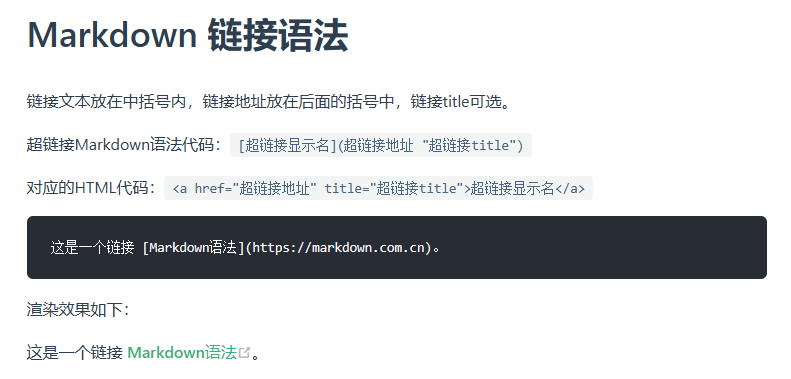 Markdown 链接语法
链接文本放在中括号内，链接地址放在后面的括号中，链接title可选。
超链接Markdown语法代码：[超链接显示名](超链接地址 "超链接title")
对应的HTML代码：<a href="超链接地址" title="超链接title">超链接显示名</a>
这是一个链接 [Markdown语法](https://markdown.com.cn)。
渲染效果如下：
这是一个链接 Markdown语法。